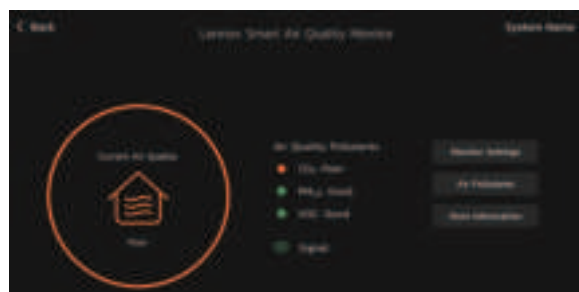 < Back
System Name
Lennox Smart Air Quality Monitor
Current Air Quality
Poor
Air Quality Pollutants
CO₂ Poor
PM₂.₅ Good
VOC Good
Signal
Monitor Settings
Air Pollutants
More Information